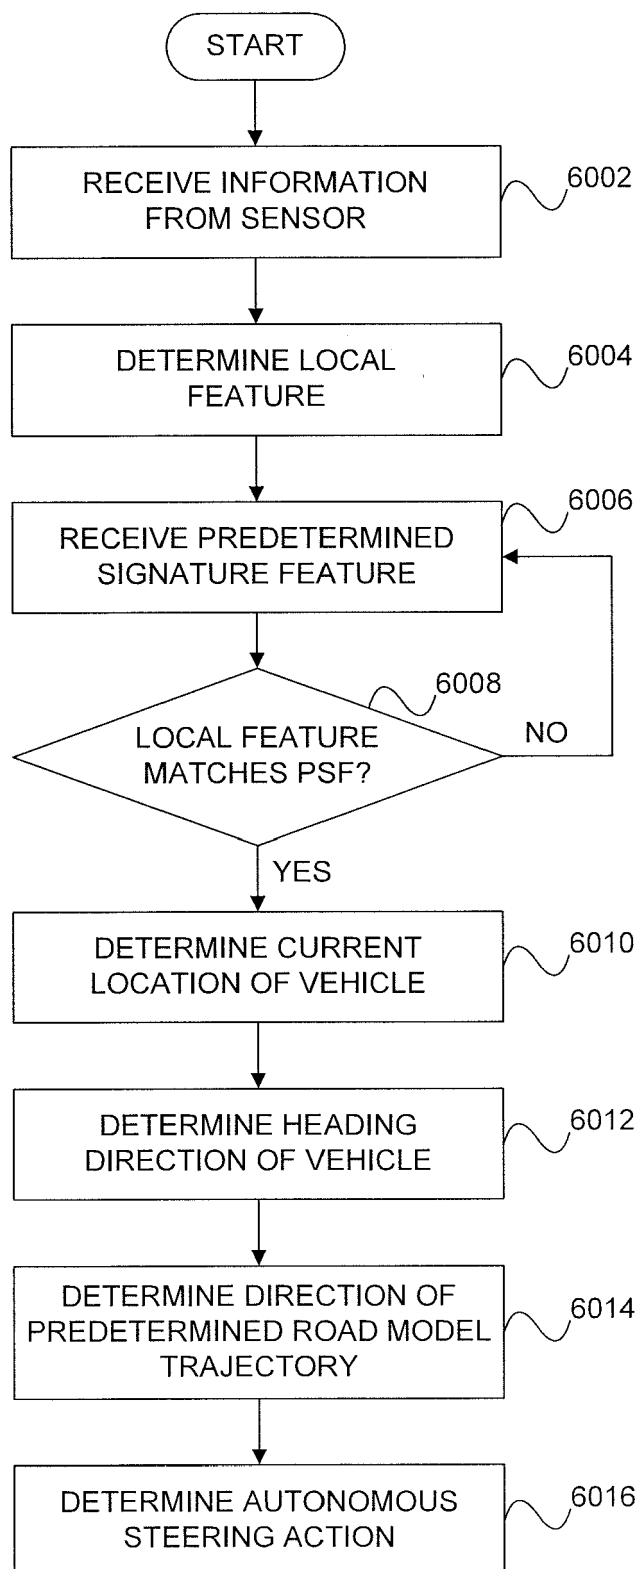 START
RECEIVE INFORMATION
FROM SENSOR
6002
DETERMINE LOCAL
FEATURE
6004
RECEIVE PREDETERMINED
SIGNATURE FEATURE
6006
LOCAL FEATURE
MATCHES PSF?
6008
NO
YES
DETERMINE CURRENT
LOCATION OF VEHICLE
6010
DETERMINE HEADING
DIRECTION OF VEHICLE
6012
DETERMINE DIRECTION OF
PREDETERMINED ROAD MODEL
TRAJECTORY
6014
DETERMINE AUTONOMOUS
STEERING ACTION
6016